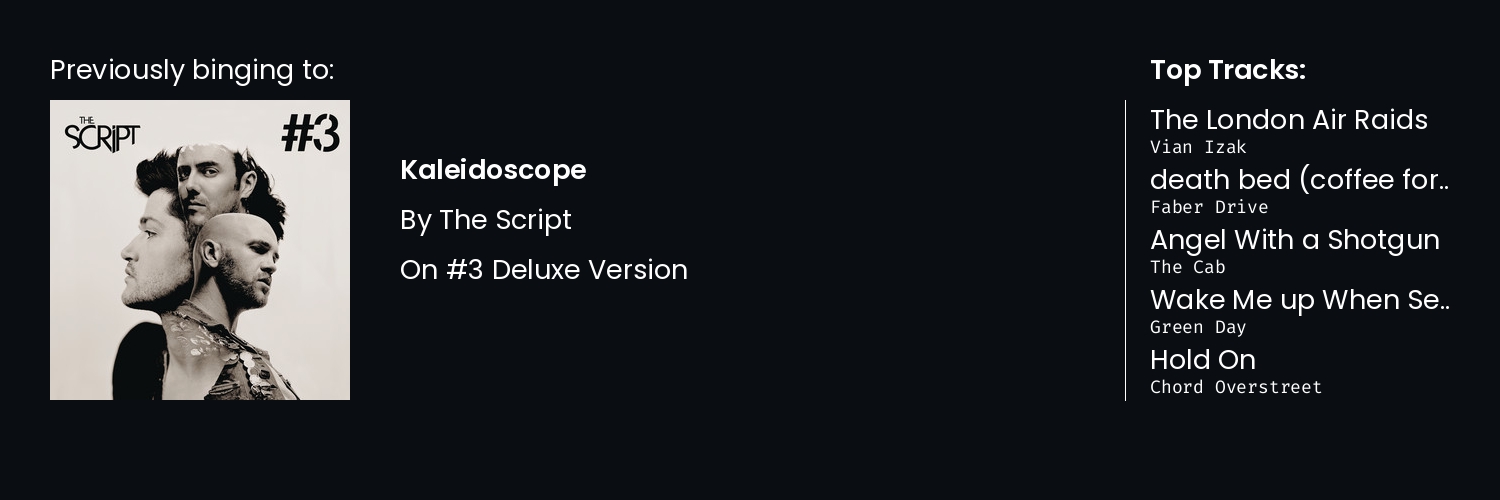 Previously binging to:
THE
SCRIPT
#3
Kaleidoscope
By The Script
On #3 Deluxe Version
Top Tracks:
The London Air Raids
Vian Izak
death bed (coffee for..
Faber Drive
Angel With a Shotgun
The Cab
Wake Me up When Se..
Green Day
Hold On
Chord Overstreet